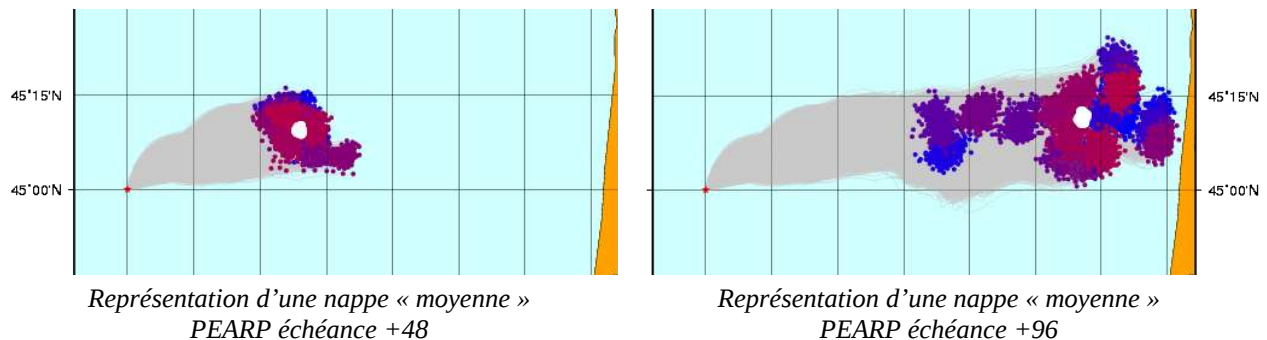 45°15'N
45°00'N
45°15'N
45°00'N
Représentation d'une nappe « moyenne »
PEARP échéance +48
Représentation d'une nappe « moyenne »
PEARP échéance +96